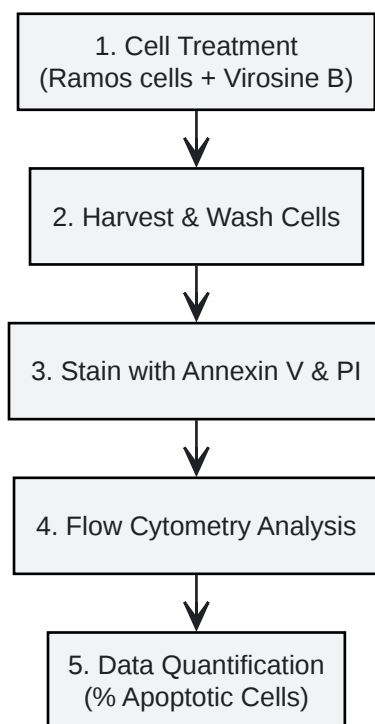 1. Cell Treatment
(Ramos cells + Virosine B)
2. Harvest & Wash Cells
3. Stain with Annexin V & PI
4. Flow Cytometry Analysis
5. Data Quantification
(% Apoptotic Cells)